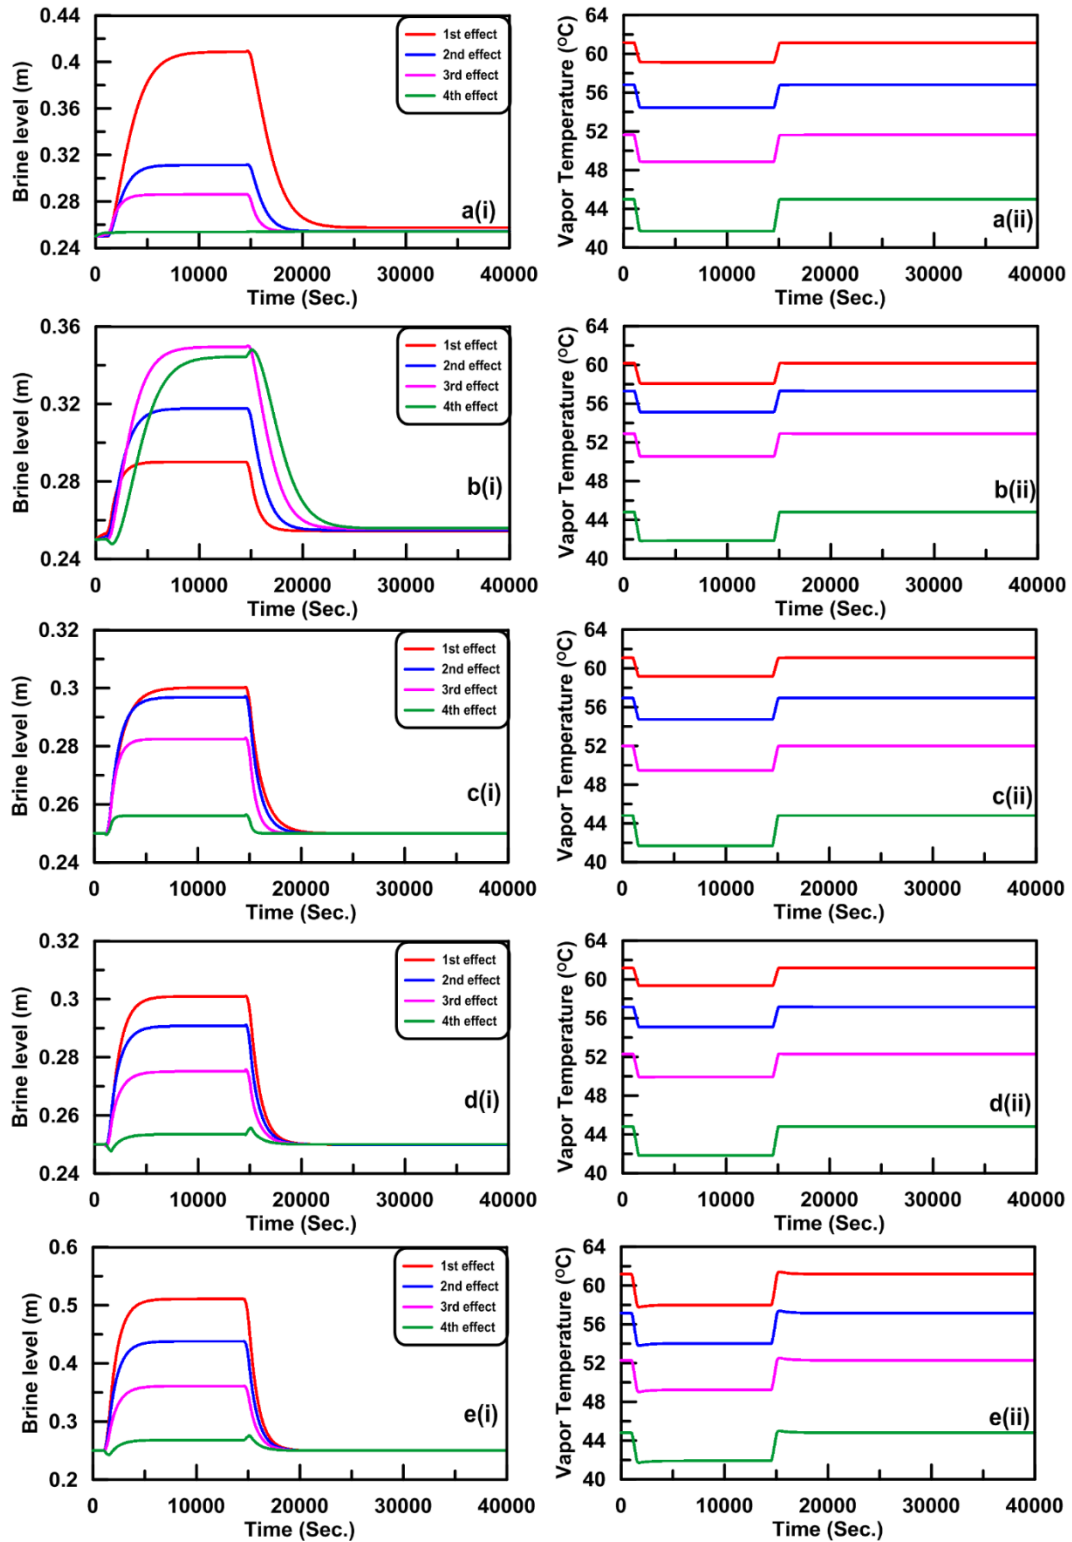 Brine level (m)
0.44
0.4
0.36
0.32
0.28
0.24
1st effect
2nd effect
3rd effect
4th effect
a(i)
0
10000
20000
30000
40000
Time (Sec.)
Vapor Temperature (OC)
64
60
56
52
48
44
40
a(ii)
0
10000
20000
30000
40000
Time (Sec.)
Brine level (m)
0.36
0.32
0.28
0.24
1st effect
2nd effect
3rd effect
4th effect
b(i)
0
10000
20000
30000
40000
Time (Sec.)
Vapor Temperature (OC)
64
60
56
52
48
44
40
b(ii)
0
10000
20000
30000
40000
Time (Sec.)
Brine level (m)
0.32
0.3
0.28
0.26
0.24
1st effect
2nd effect
3rd effect
4th effect
c(i)
0
10000
20000
30000
40000
Time (Sec.)
Vapor Temperature (OC)
64
60
56
52
48
44
40
c(ii)
0
10000
20000
30000
40000
Time (Sec.)
Brine level (m)
0.32
0.3
0.28
0.26
0.24
1st effect
2nd effect
3rd effect
4th effect
d(i)
0
10000
20000
30000
40000
Time (Sec.)
Vapor Temperature (OC)
64
60
56
52
48
44
40
d(ii)
0
10000
20000
30000
40000
Time (Sec.)
Brine level (m)
0.6
0.5
0.4
0.3
0.2
1st effect
2nd effect
3rd effect
4th effect
e(i)
0
10000
20000
30000
40000
Time (Sec.)
Vapor Temperature (OC)
64
60
56
52
48
44
40
e(ii)
0
10000
20000
30000
40000
Time (Sec.)